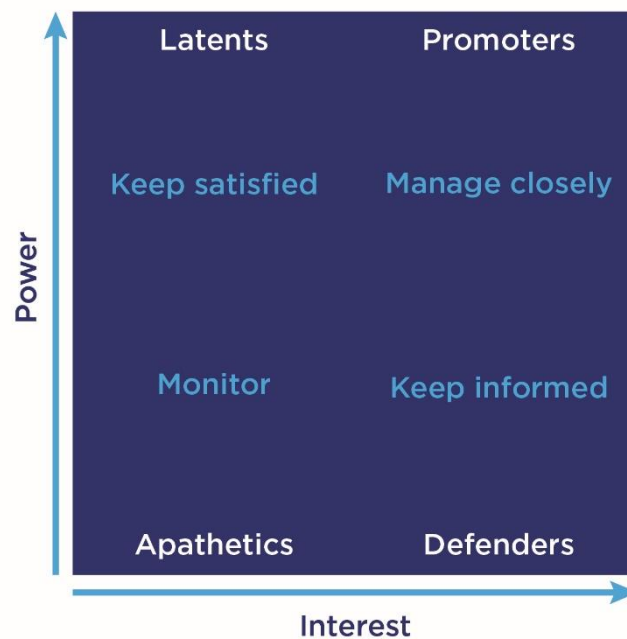 Latents
Promoters
Keep satisfied
Manage closely
Power
Monitor
Keep informed
Apathetics
Defenders
Interest